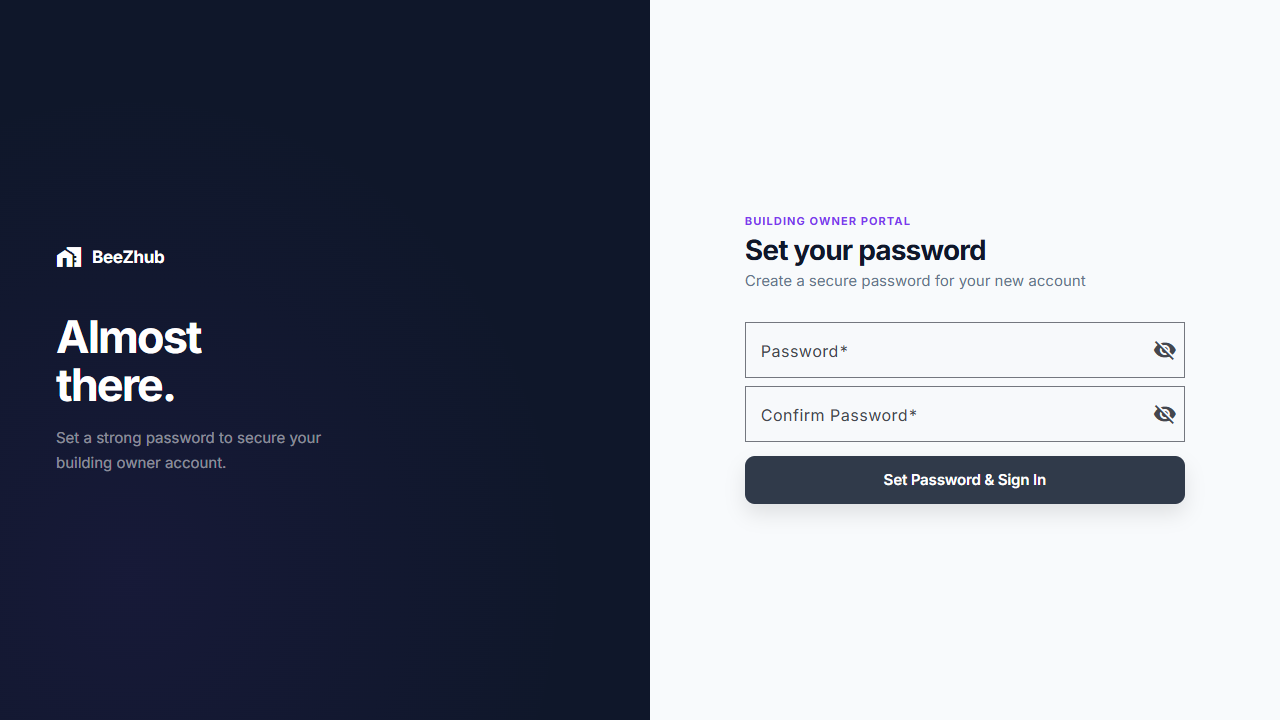 BeeZhub
Almost
there.
Set a strong password to secure your
building owner account.
BUILDING OWNER PORTAL
Set your password
Create a secure password for your new account
Password*
Confirm Password*
Set Password & Sign In